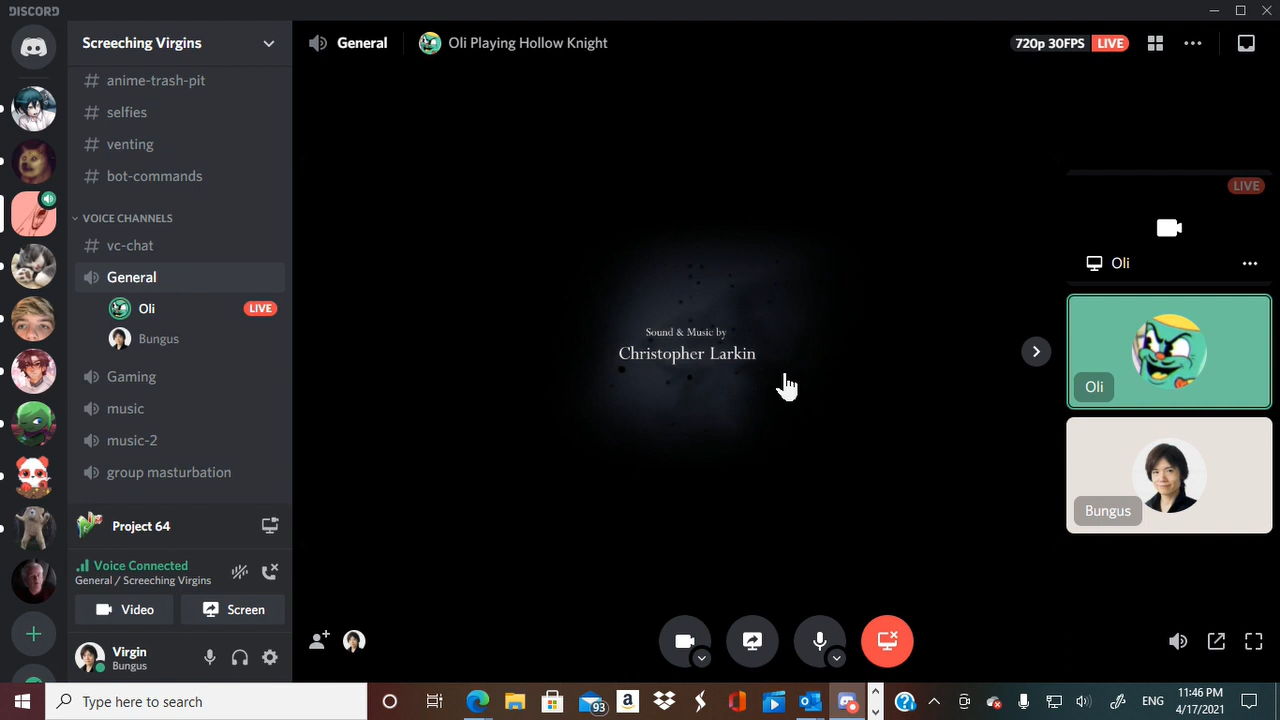 DISCORD
Screeching Virgins
General
Oli Playing Hollow Knight
720p 30FPS
LIVE
# anime-trash-pit
# selfies
# venting
# bot-commands
VOICE CHANNELS
# vc-chat
General
Oli
LIVE
Bungus
Gaming
music
music-2
group masturbation
Project 64
Voice Connected
General / Screeching Virgins
Video
Screen
Virgin
Bungus
Sound & Music by
Christopher Larkin
LIVE
Oli
Oli
Bungus
Type here to search
93
a
ENG
11:46 PM
4/17/2021